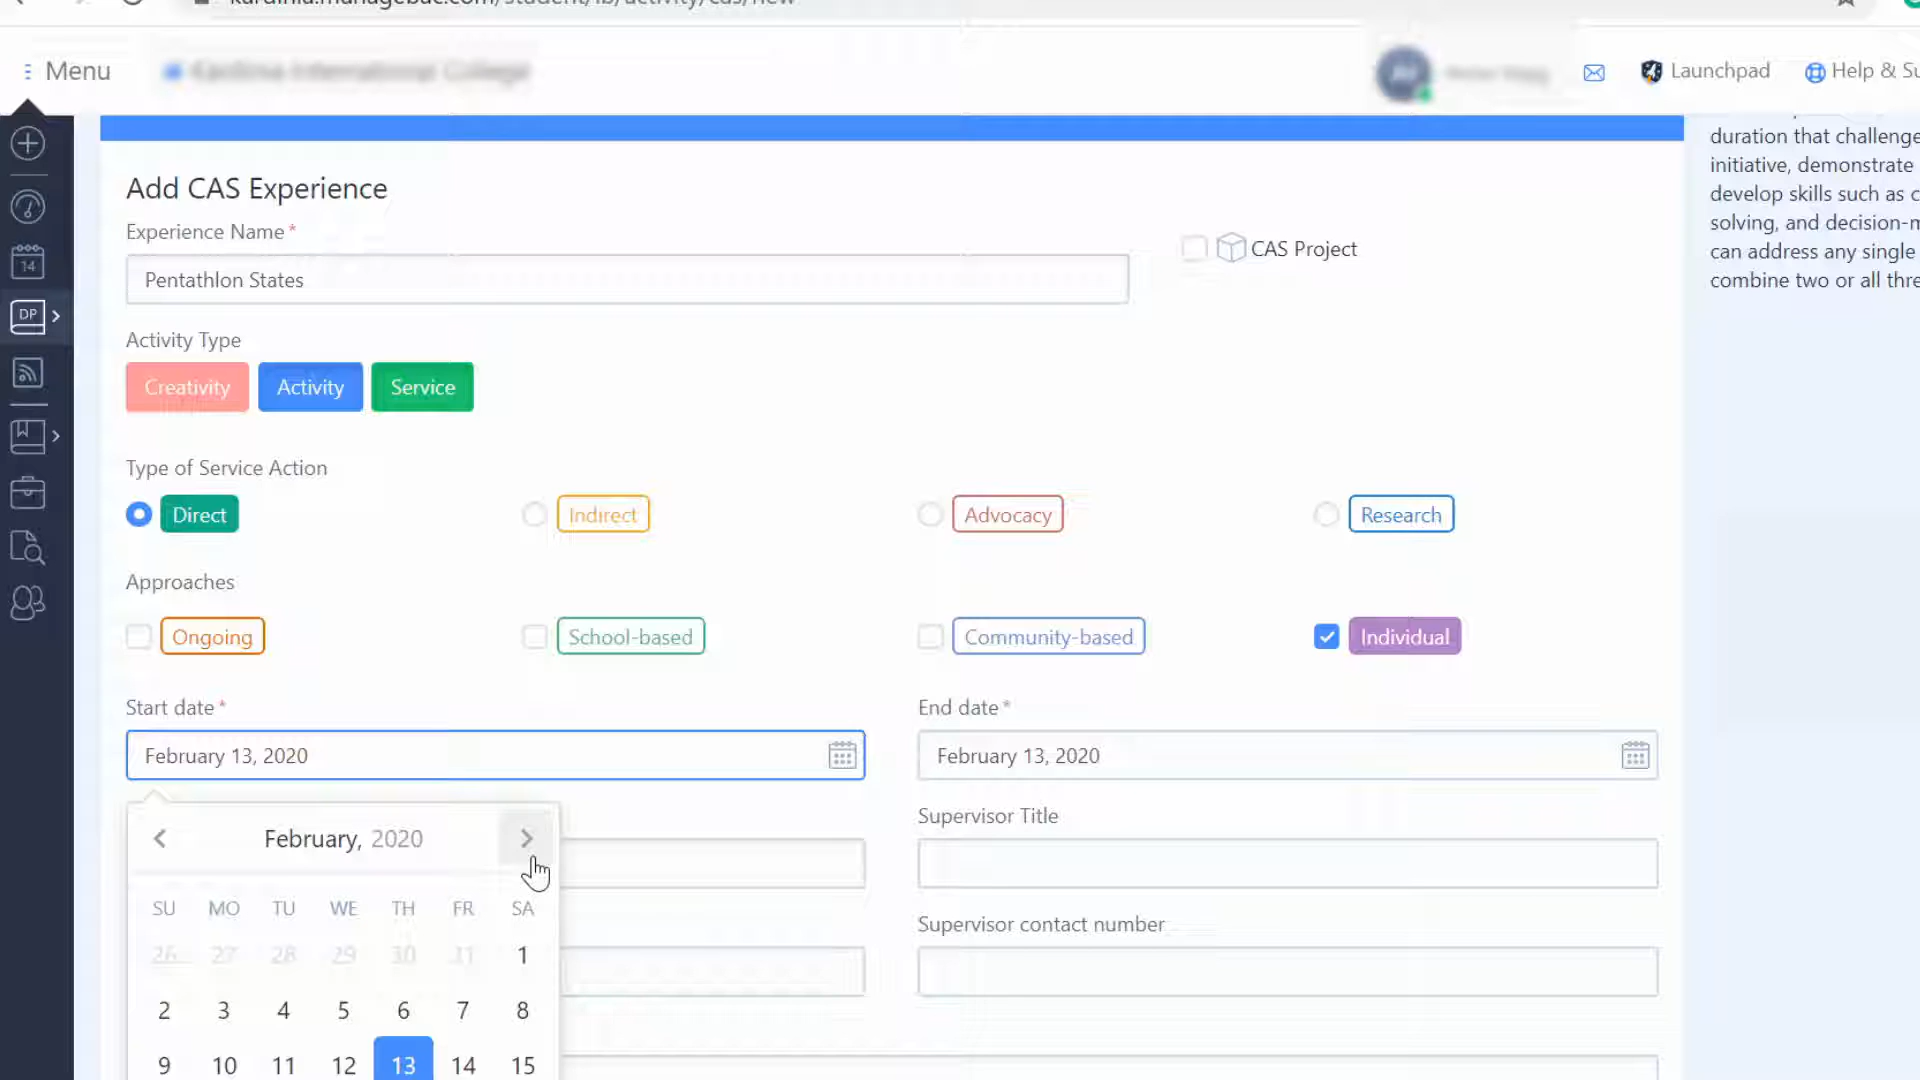 Menu
Launchpad
Help & Su
duration that challenge
initiative, demonstrate
develop skills such as c
solving, and decision-m
can address any single
combine two or all thre
14
DP
Add CAS Experience
Experience Name*
Pentathlon States
CAS Project
Activity Type
Creativity Activity Service
Type of Service Action
Direct Indirect Advocacy Research
Approaches
Ongoing School-based Community-based Individual
Start date* End date*
February 13, 2020 February 13, 2020
February, 2020
SU MO TU WE TH FR SA
26 27 28 29 30 31 1
2 3 4 5 6 7 8
9 10 11 12 13 14 15
Supervisor Title
Supervisor contact number